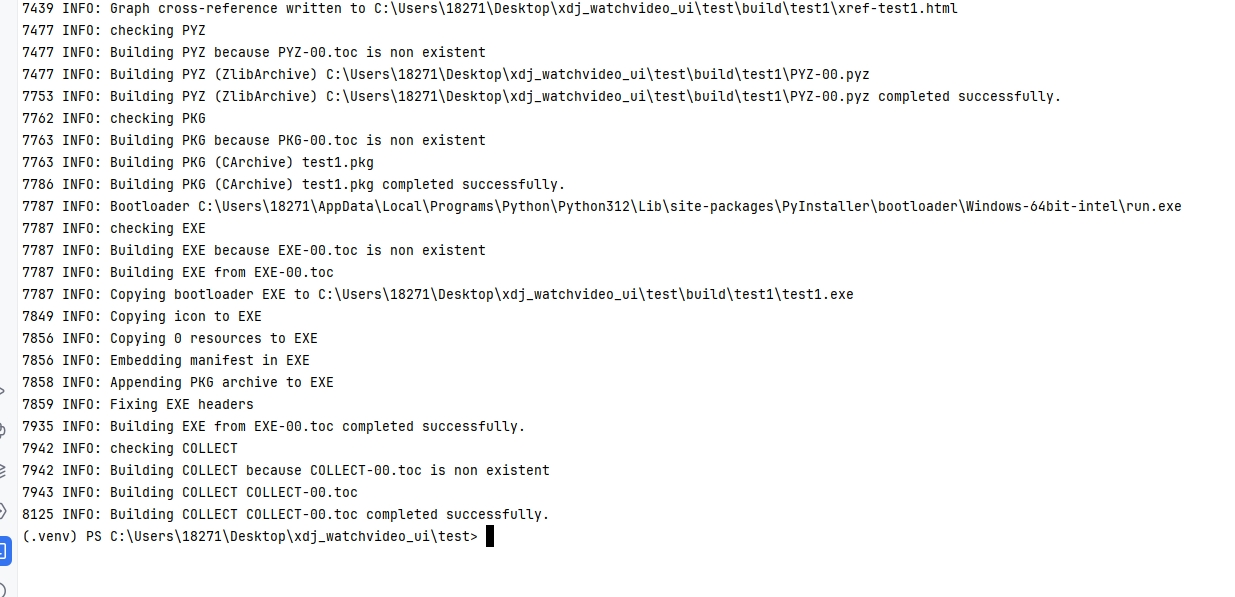 7439 INFO: Graph cross-reference written to C:\Users\18271\Desktop\xdj_watchvideo_ui\test\build\test1\xref-test1.html
7477 INFO: checking PYZ
7477 INFO: Building PYZ because PYZ-00.toc is non existent
7477 INFO: Building PYZ (ZlibArchive) C:\Users\18271\Desktop\xdj_watchvideo_ui\test\build\test1\PYZ-00.pyz
7753 INFO: Building PYZ (ZlibArchive) C:\Users\18271\Desktop\xdj_watchvideo_ui\test\build\test1\PYZ-00.pyz completed successfully.
7762 INFO: checking PKG
7763 INFO: Building PKG because PKG-00.toc is non existent
7763 INFO: Building PKG (CArchive) test1.pkg
7786 INFO: Building PKG (CArchive) test1.pkg completed successfully.
7787 INFO: Bootloader C:\Users\18271\AppData\Local\Programs\Python\Python312\Lib\site-packages\PyInstaller\bootloader\Windows-64bit-intel\run.exe
7787 INFO: checking EXE
7787 INFO: Building EXE because EXE-00.toc is non existent
7787 INFO: Building EXE from EXE-00.toc
7787 INFO: Copying bootloader EXE to C:\Users\18271\Desktop\xdj_watchvideo_ui\test\build\test1\test1.exe
7849 INFO: Copying icon to EXE
7856 INFO: Copying 0 resources to EXE
7856 INFO: Embedding manifest in EXE
7858 INFO: Appending PKG archive to EXE
7859 INFO: Fixing EXE headers
7935 INFO: Building EXE from EXE-00.toc completed successfully.
7942 INFO: checking COLLECT
7942 INFO: Building COLLECT because COLLECT-00.toc is non existent
7943 INFO: Building COLLECT COLLECT-00.toc
8125 INFO: Building COLLECT COLLECT-00.toc completed successfully.
(.venv) PS C:\Users\18271\Desktop\xdj_watchvideo_ui\test>